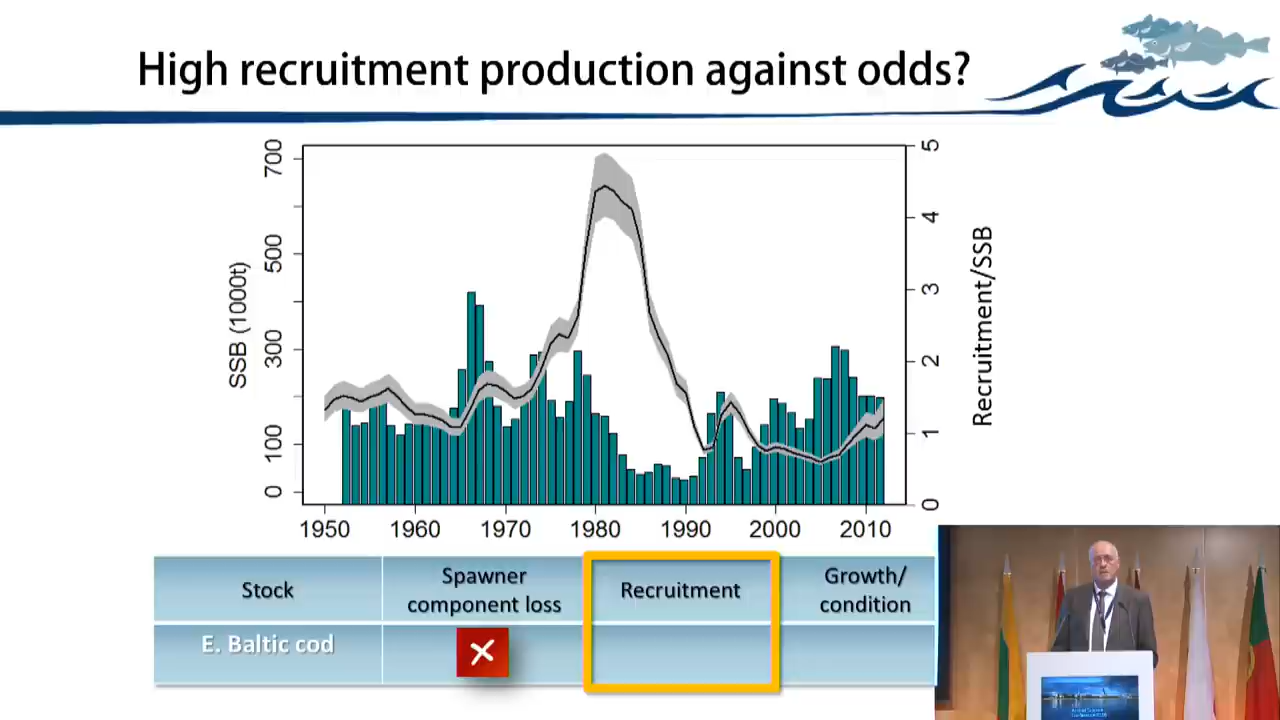 High recruitment production against odds?
700
500
300
100
0
SSB (1000t)
5
4
3
2
1
0
Recruitment/SSB
1950 1960 1970 1980 1990 2000 2010
Stock
Spawner
component loss
Recruitment
Growth/
condition
E. Baltic cod